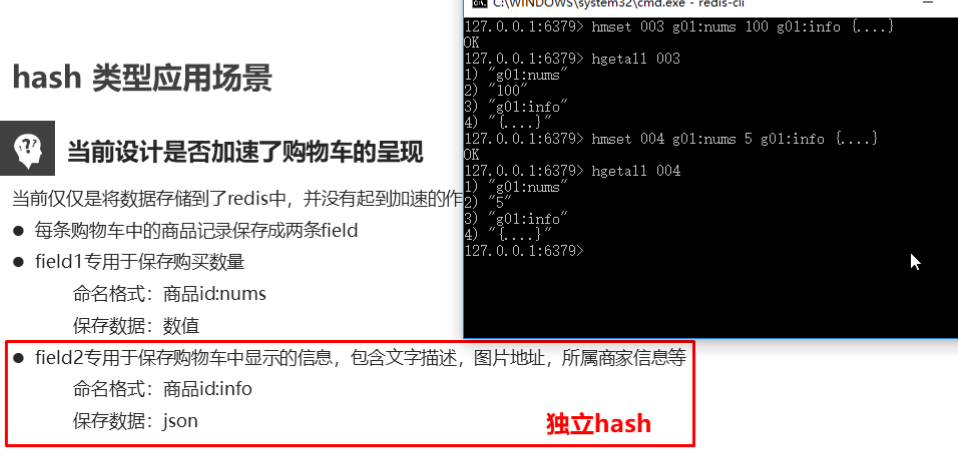 hash 类型应用场景
当前设计是否加速了购物车的呈现
当前仅仅是将数据存储到了redis中，并没有起到加速的作
● 每条购物车中的商品记录保存成两条field
● field1专用于保存购买数量
命名格式：商品id:nums
保存数据：数值
● field2专用于保存购物车中显示的信息，包含文字描述，图片地址，所属商家信息等
命名格式：商品id:info
保存数据：json
独立hash
C:\WINDOWS\system32\cmd.exe - redis-cli
127.0.0.1:6379> hmset 003 g01:nums 100 g01:info {....}
OK
127.0.0.1:6379> hgetall 003
1) "g01:nums"
2) "100"
3) "g01:info"
4) "{....}"
127.0.0.1:6379> hmset 004 g01:nums 5 g01:info {....}
OK
127.0.0.1:6379> hgetall 004
1) "g01:nums"
2) "5"
3) "g01:info"
4) "{....}"
127.0.0.1:6379>